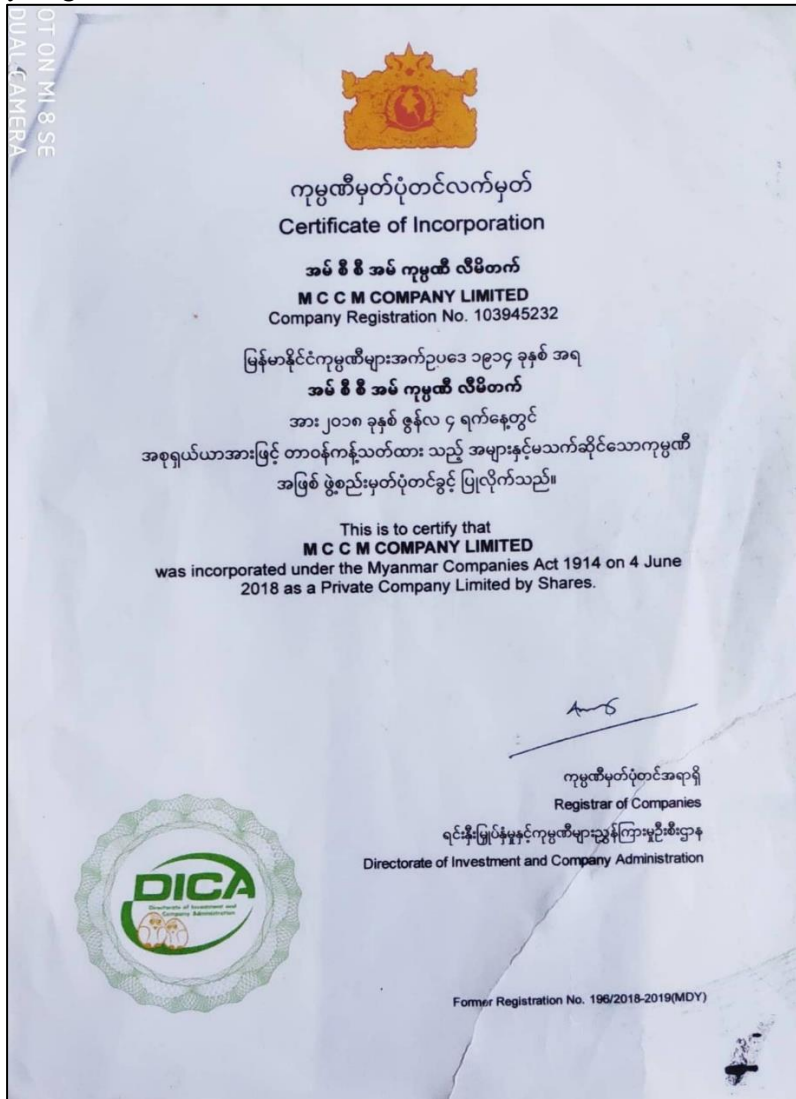 SHOT ON MI 8 SE
DUAL CAMERA
ကုမ္ပဏီမှတ်ပုံတင်လက်မှတ်
Certificate of Incorporation
အမ် စီ စီ အမ် ကုမ္ပဏီ လီမိတက်
M C C M COMPANY LIMITED
Company Registration No. 103945232
မြန်မာနိုင်ငံကုမ္ပဏီများအက်ဥပဒေ ၁၉၁၄ ခုနှစ် အရ
အမ် စီ စီ အမ် ကုမ္ပဏီ လီမိတက်
အား ၂၀၁၈ ခုနှစ် ဇွန်လ ၄ ရက်နေ့တွင်
အစုရှယ်ယာအားဖြင့် တာဝန်ကန့်သတ်ထား သည့် အများနှင့်မသက်ဆိုင်သောကုမ္ပဏီ
အဖြစ် ဖွဲ့စည်းမှတ်ပုံတင်ခွင့် ပြုလိုက်သည်။
This is to certify that
M C C M COMPANY LIMITED
was incorporated under the Myanmar Companies Act 1914 on 4 June
2018 as a Private Company Limited by Shares.
ကုမ္ပဏီမှတ်ပုံတင်အရာရှိ
Registrar of Companies
ရင်းနှီးမြှုပ်နှံမှုနှင့်ကုမ္ပဏီများညွှန်ကြားမှုဦးစီးဌာန
Directorate of Investment and Company Administration
DICA
Directorate of Investment and
Company Administration
Former Registration No. 196/2018-2019(MDY)